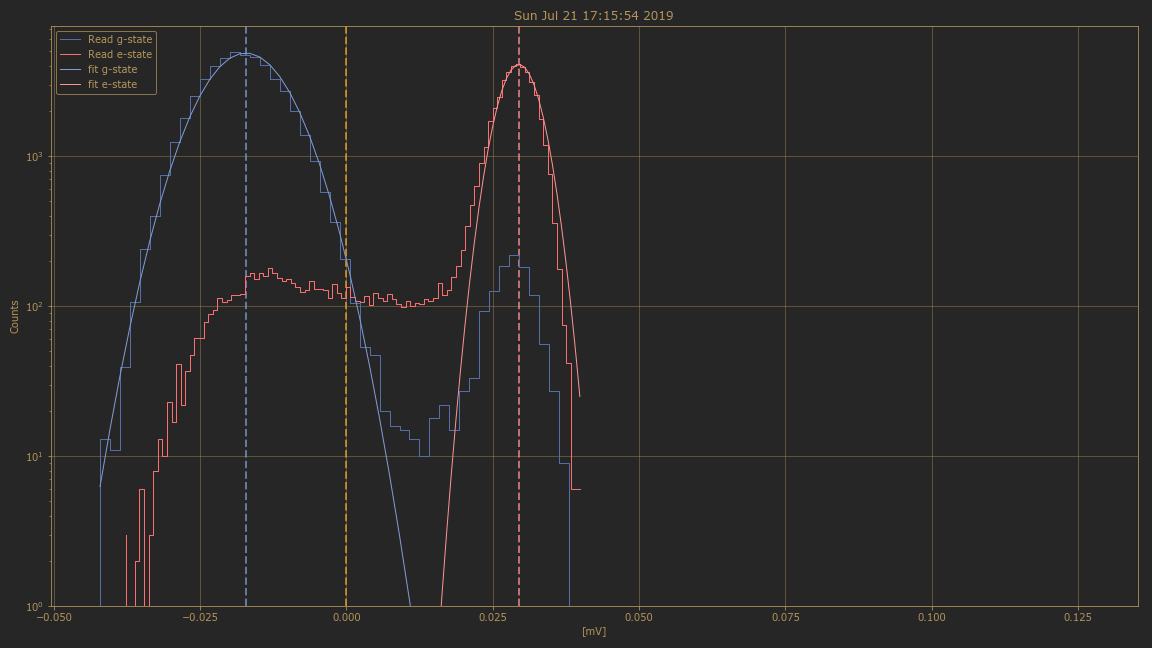 Sun Jul 21 17:15:54 2019
Read g-state
Read e-state
fit g-state
fit e-state
Counts
10³
10²
10¹
10⁰
−0.050
−0.025
0.000
0.025
0.050
0.075
0.100
0.125
[mV]